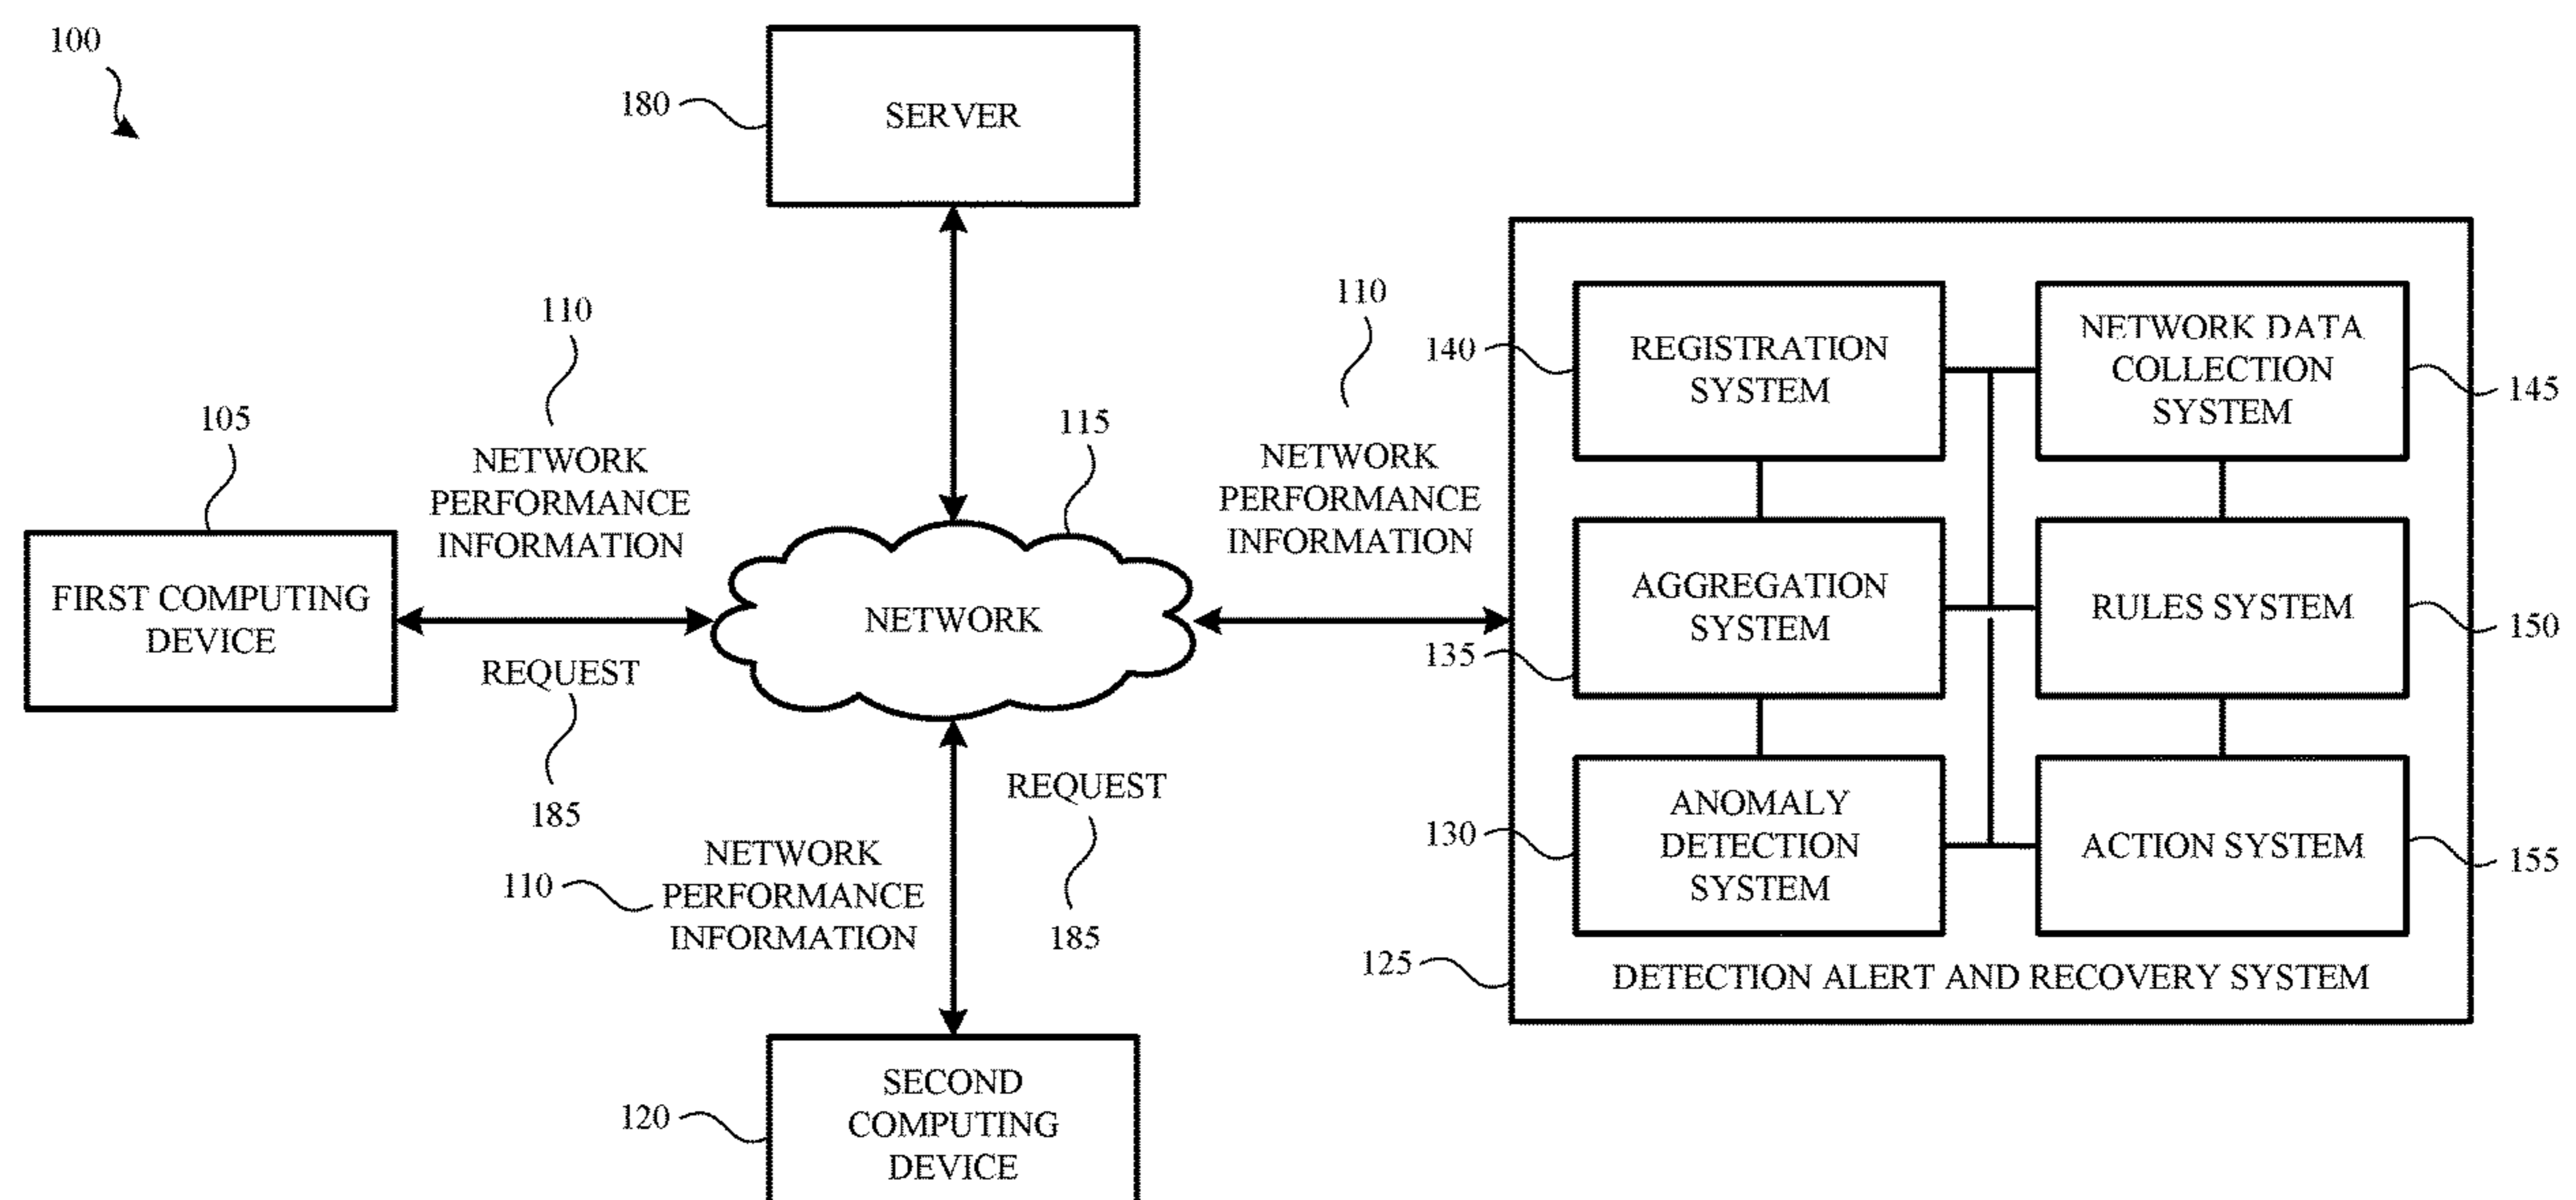 100
180
SERVER
110
NETWORK
PERFORMANCE
INFORMATION
105
FIRST COMPUTING
DEVICE
REQUEST
185
115
NETWORK
110
NETWORK
PERFORMANCE
INFORMATION
110
NETWORK
PERFORMANCE
INFORMATION
REQUEST
185
120
SECOND
COMPUTING
DEVICE
140
REGISTRATION
SYSTEM
NETWORK DATA
COLLECTION
SYSTEM
145
135
AGGREGATION
SYSTEM
RULES SYSTEM
150
130
ANOMALY
DETECTION
SYSTEM
ACTION SYSTEM
155
125
DETECTION ALERT AND RECOVERY SYSTEM